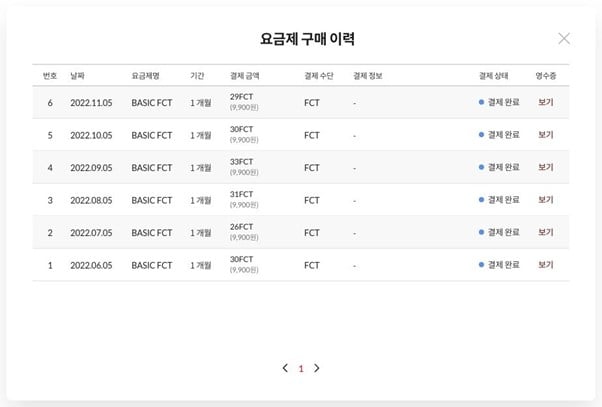 요금제 구매 이력
번호 날짜 요금제명 기간 결제 금액 결제 수단 결제 정보 결제 상태 영수증
6 2022.11.05 BASIC FCT 1 개월 29FCT (9,900원) FCT - 결제 완료 보기
5 2022.10.05 BASIC FCT 1 개월 30FCT (9,900원) FCT - 결제 완료 보기
4 2022.09.05 BASIC FCT 1 개월 33FCT (9,900원) FCT - 결제 완료 보기
3 2022.08.05 BASIC FCT 1 개월 31FCT (9,900원) FCT - 결제 완료 보기
2 2022.07.05 BASIC FCT 1 개월 26FCT (9,900원) FCT - 결제 완료 보기
1 2022.06.05 BASIC FCT 1 개월 30FCT (9,900원) FCT - 결제 완료 보기
1